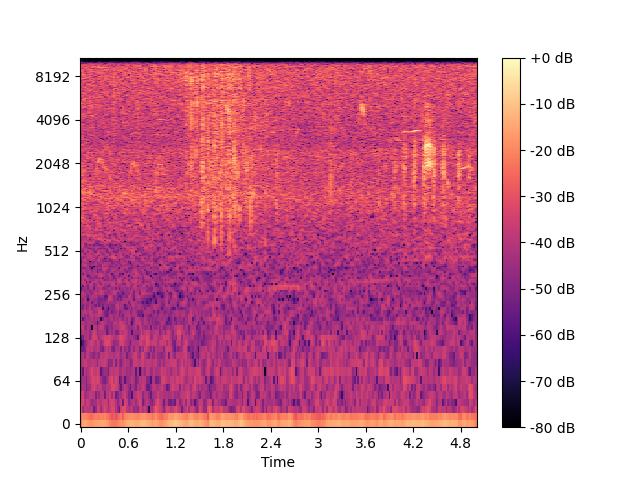 Hz
8192
4096
2048
1024
512
256
128
64
0
0 0.6 1.2 1.8 2.4 3 3.6 4.2 4.8
Time
+0 dB
-10 dB
-20 dB
-30 dB
-40 dB
-50 dB
-60 dB
-70 dB
-80 dB